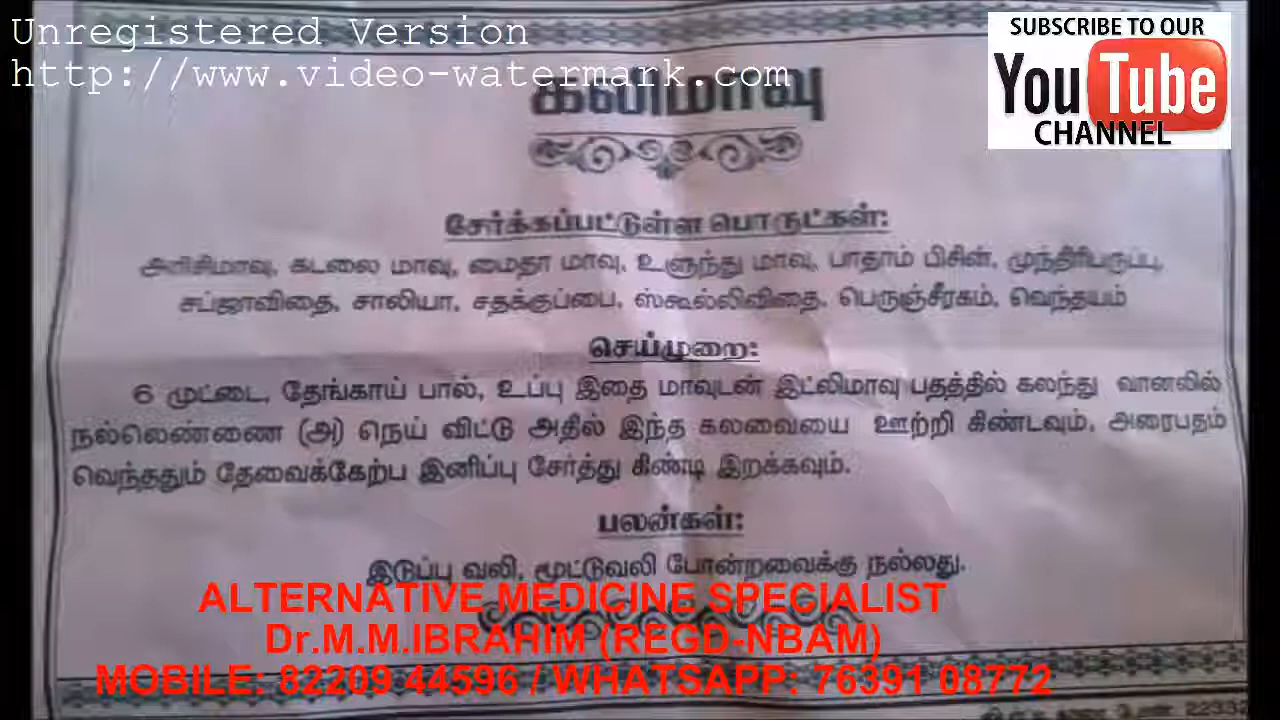 Unregistered Version
http://www.video-watermark.com
SUBSCRIBE TO OUR
YouTube
CHANNEL
களிமாவு
சேர்க்கப்பட்டுள்ள பொருட்கள்:
அரிசிமாவு, கடலை மாவு, மைதா மாவு, உளுந்து மாவு, பாதாம் பிசின், முந்திரிபருப்பு,
சப்ஜாவிதை, சாலியா, சதக்குப்பை, ஸ்கூல்லிவிதை, பெருஞ்சீரகம், வெந்தயம்
செய்முறை:
6 முட்டை, தேங்காய் பால், உப்பு இதை மாவுடன் இட்லிமாவு பதத்தில் கலந்து வானலில்
நல்லெண்ணை (அ) நெய் விட்டு அதில் இந்த கலவையை ஊற்றி கிண்டவும். அரைபதம்
வெந்ததும் தேவைக்கேற்ப இனிப்பு சேர்த்து கிண்டி இறக்கவும்.
பலன்கள்:
இடுப்பு வலி, மூட்டுவலி போன்றவைக்கு நல்லது.
ALTERNATIVE MEDICINE SPECIALIST
Dr.M.M.IBRAHIM (REGD-NBAM)
MOBILE: 82209 44596 / WHATSAPP: 76391 08772